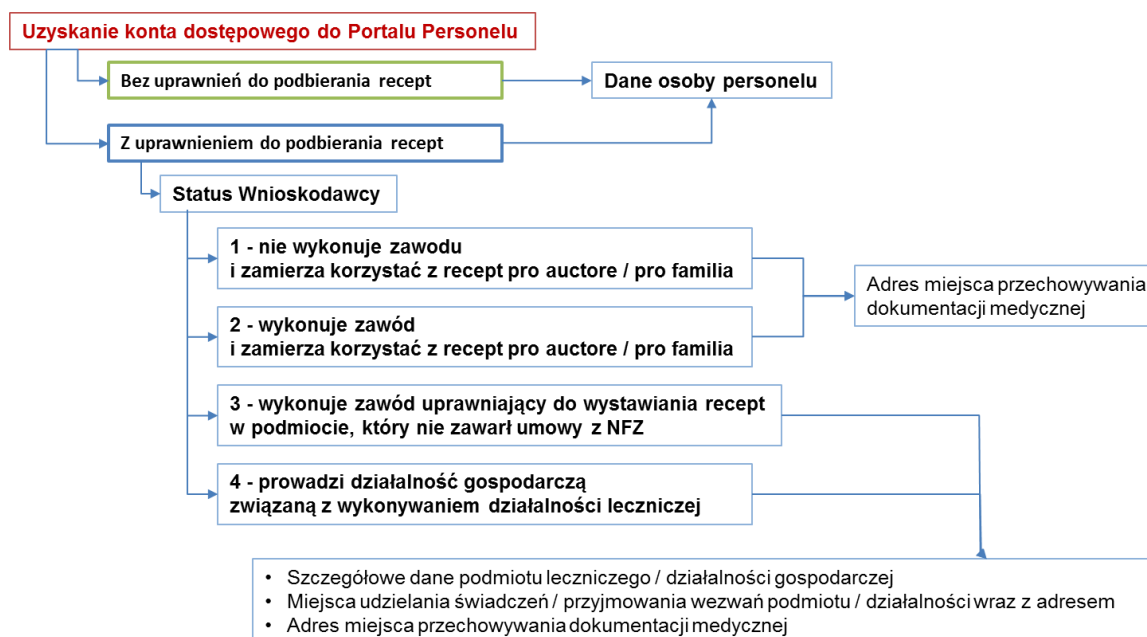 Uzyskanie konta dostępowego do Portalu Personelu
Bez uprawnień do podbierania recept
Dane osoby personelu
Z uprawnieniem do podbierania recept
Status Wnioskodawcy
1 - nie wykonuje zawodu
i zamierza korzystać z recept pro auctore / pro familia
Adres miejsca przechowywania
dokumentacji medycznej
2 - wykonuje zawód
i zamierza korzystać z recept pro auctore / pro familia
3 - wykonuje zawód uprawniający do wystawiania recept
w podmiocie, który nie zawarł umowy z NFZ
4 - prowadzi działalność gospodarczą
związaną z wykonywaniem działalności leczniczej
• Szczegółowe dane podmiotu leczniczego / działalności gospodarczej
• Miejsca udzielania świadczeń / przyjmowania wezwań podmiotu / działalności wraz z adresem
• Adres miejsca przechowywania dokumentacji medycznej